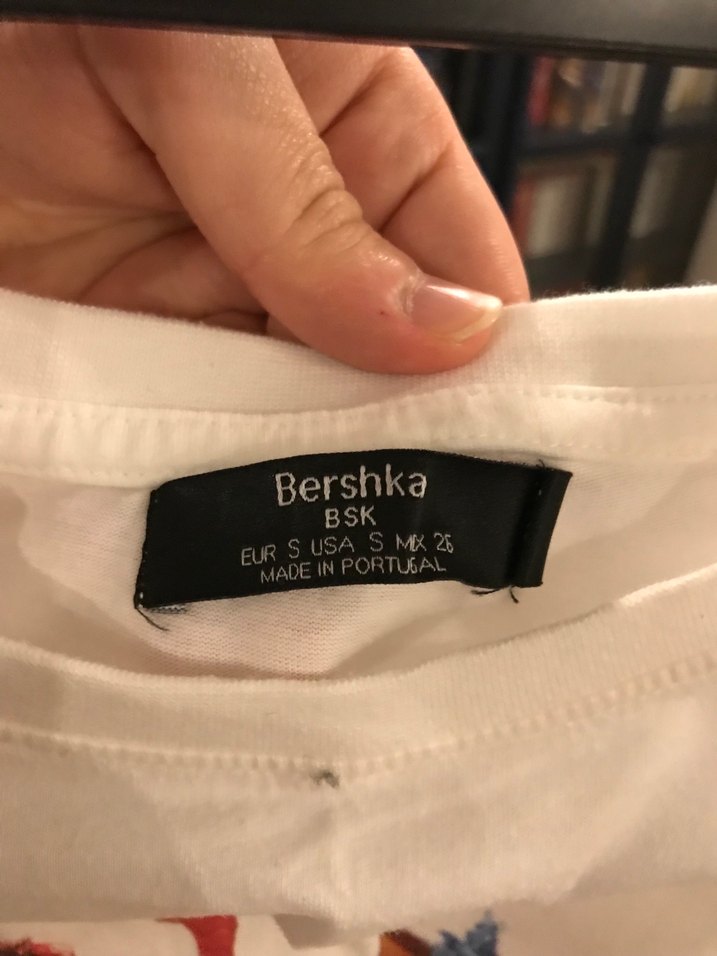 Bershka
BSK
EUR S USA S MEX 26
MADE IN PORTUGAL